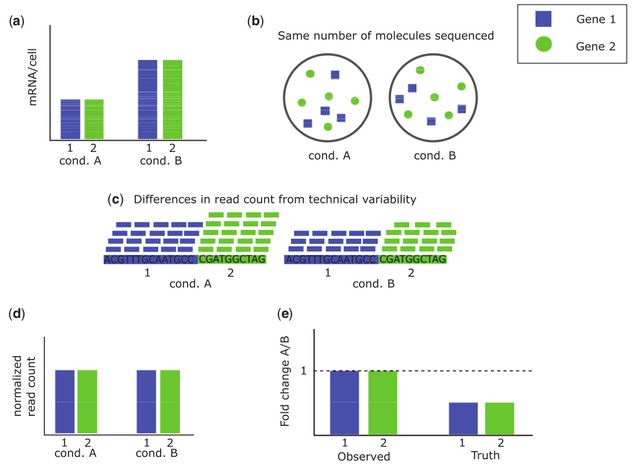 (a)
mRNA/cell
1 2 1 2
cond. A cond. B
(b)
Same number of molecules sequenced
cond. A cond. B
Gene 1
Gene 2
(c) Differences in read count from technical variability
ACGTTTGCAATGCC CGATGGCTAG ACGTTTGCAATGCC CGATGGCTAG
1 2 1 2
cond. A cond. B
(d)
normalized
read count
1 2 1 2
cond. A cond. B
(e)
Fold change A/B
1
1 2 1 2
Observed Truth